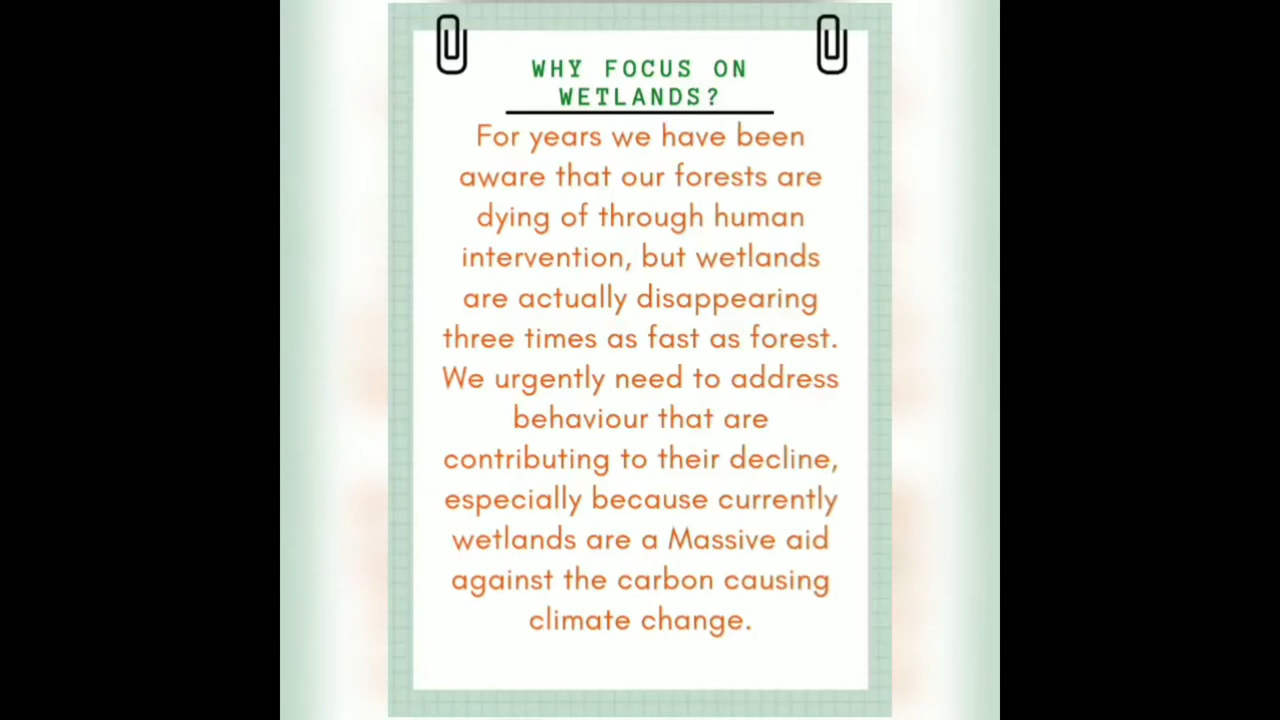 WHY FOCUS ON
WETLANDS?
For years we have been
aware that our forests are
dying of through human
intervention, but wetlands
are actually disappearing
three times as fast as forest.
We urgently need to address
behaviour that are
contributing to their decline,
especially because currently
wetlands are a Massive aid
against the carbon causing
climate change.